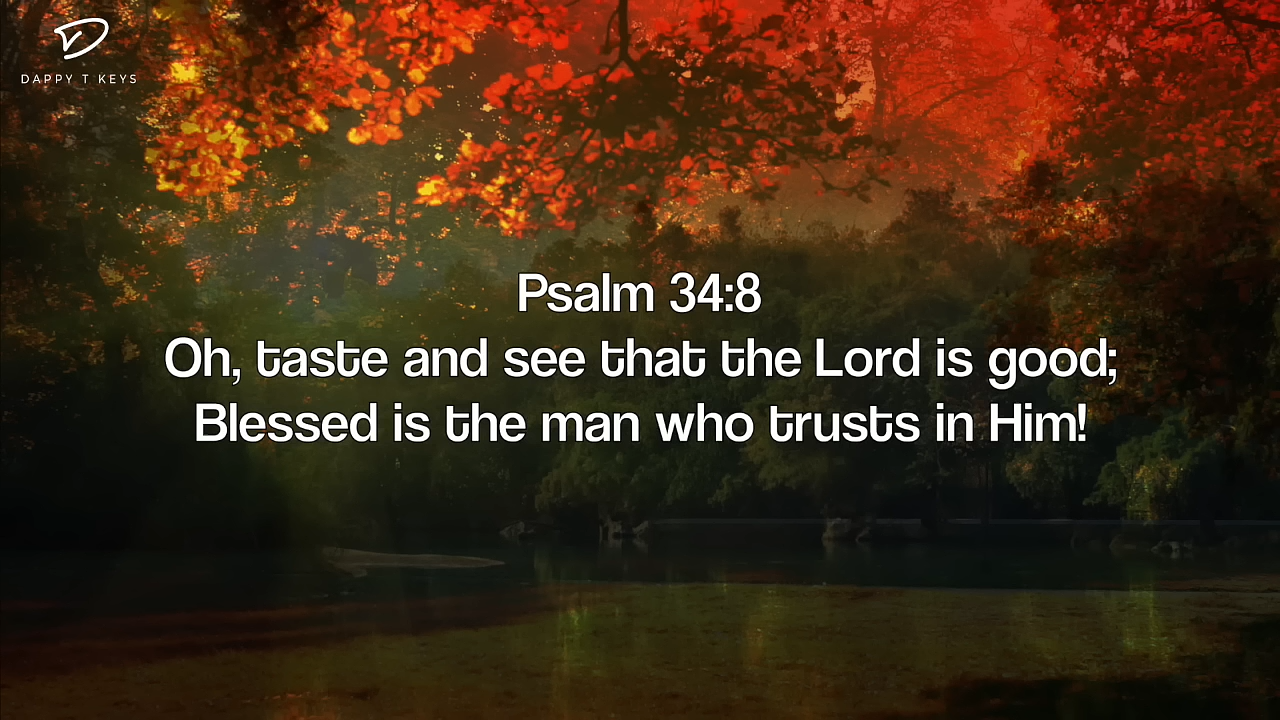 DAPPY T KEYS
Psalm 34:8
Oh, taste and see that the Lord is good;
Blessed is the man who trusts in Him!